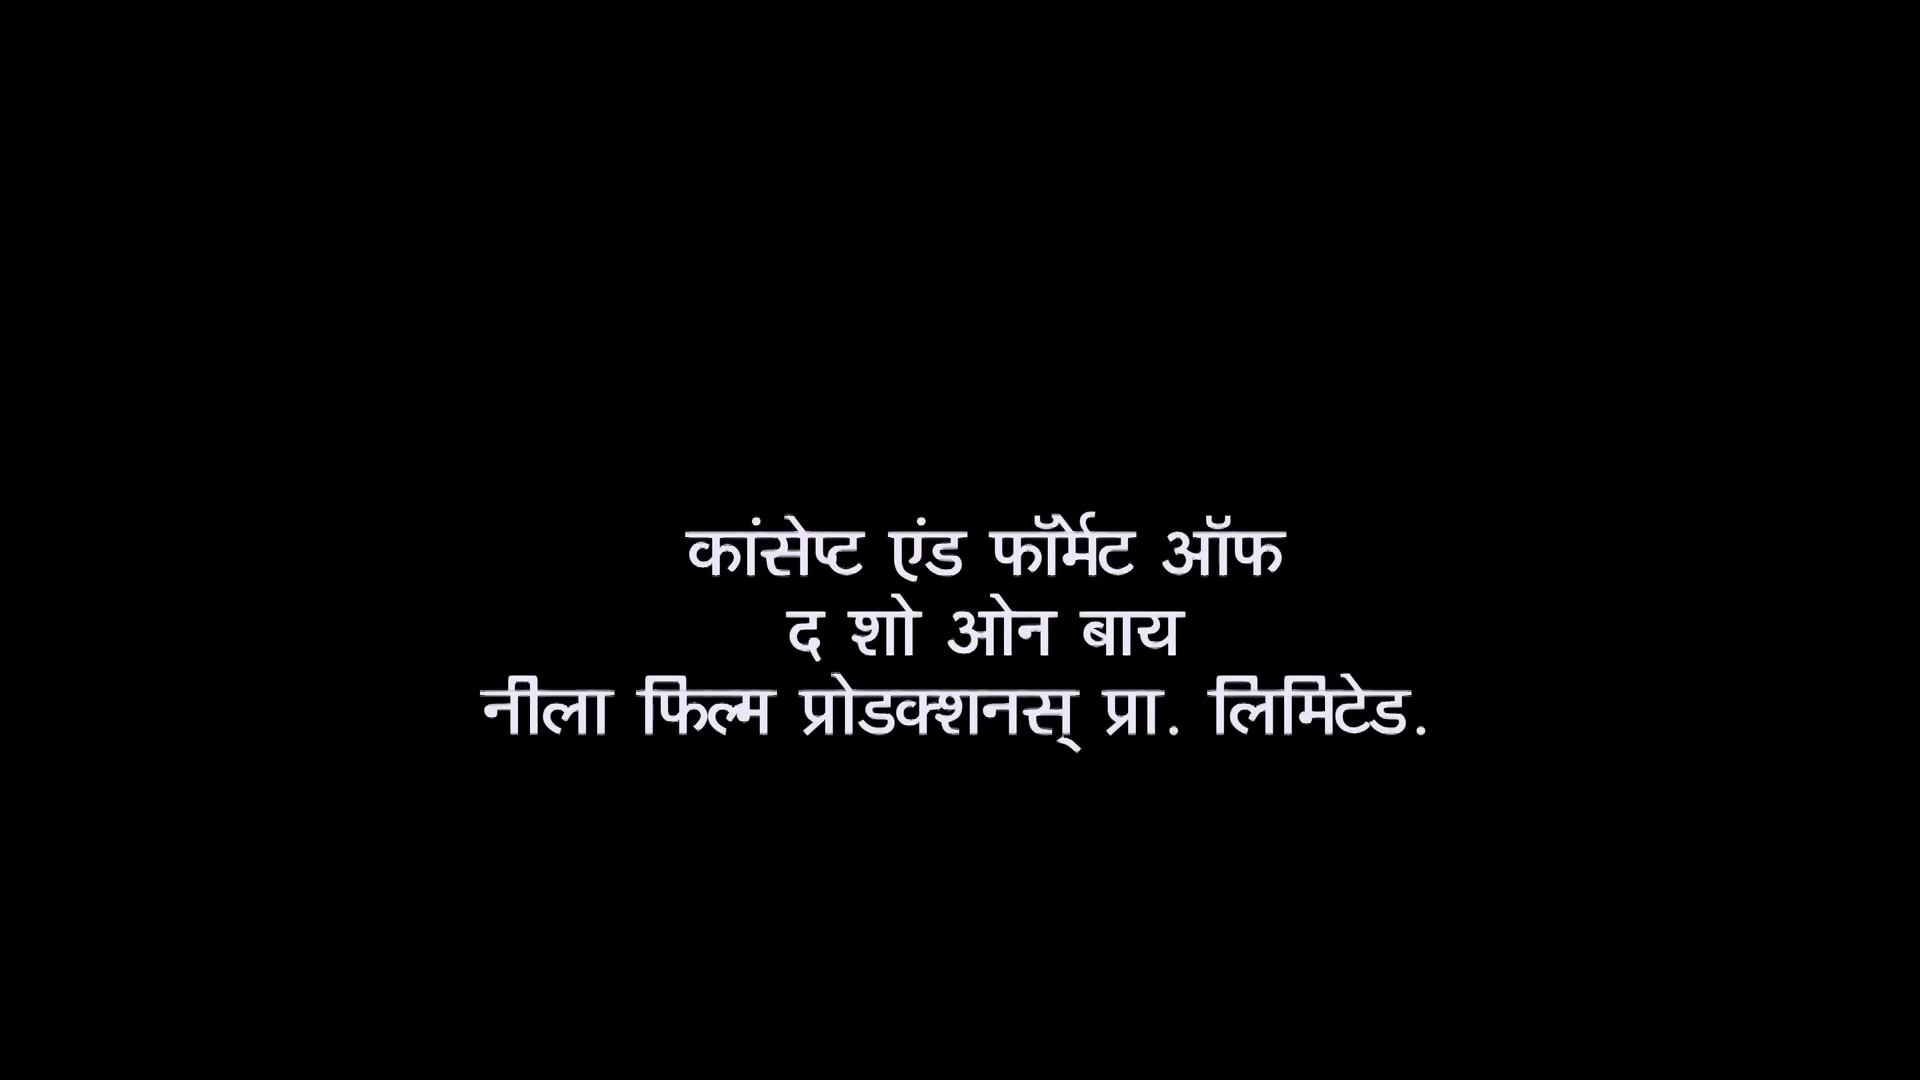 कांसेप्ट एंड फॉर्मेट ऑफ
द शो ओन बाय
नीला फिल्म प्रोडक्शनस् प्रा. लिमिटेड.